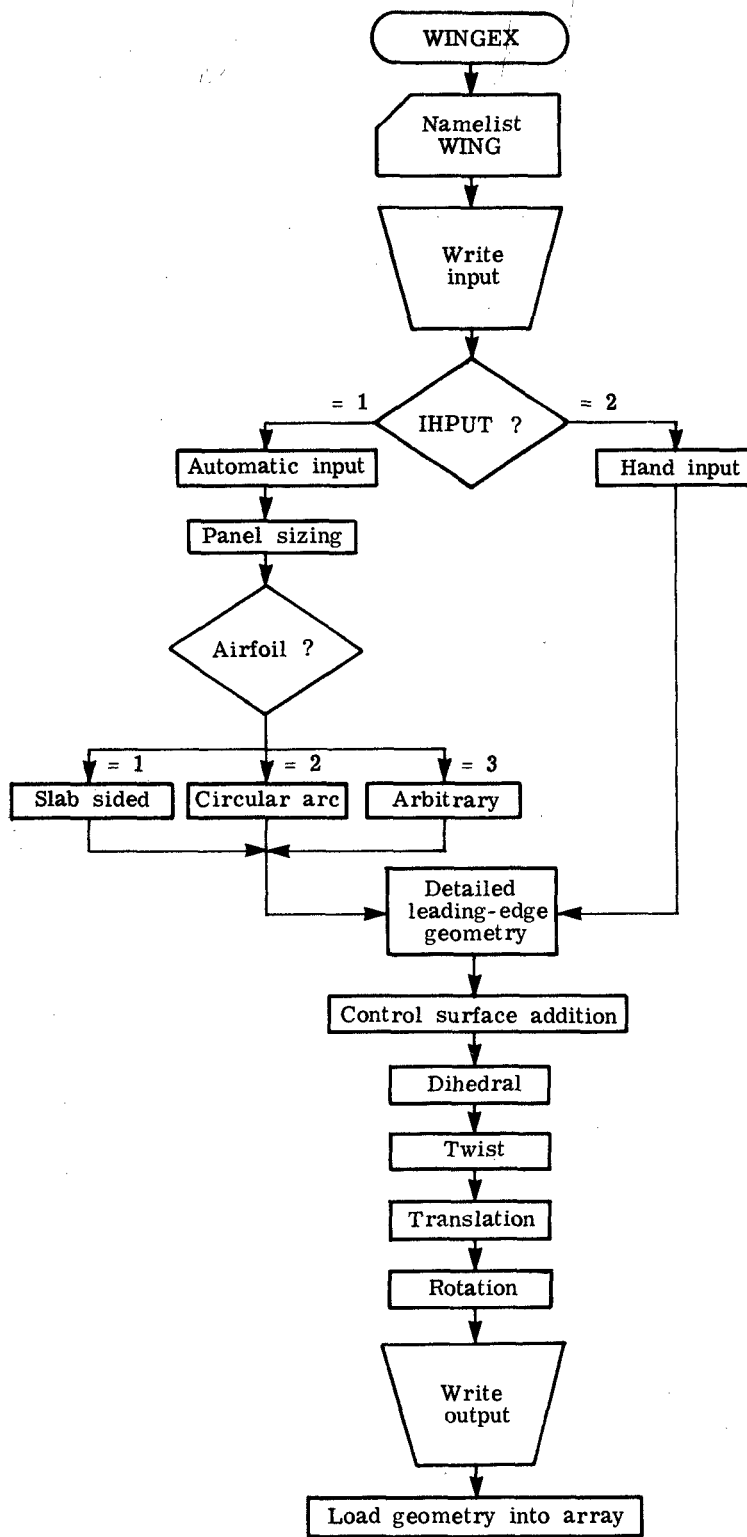 WINGEX
Namelist
WING
Write
input
= 1
IHPUT ?
= 2
Automatic input
Hand input
Panel sizing
Airfoil ?
= 1
= 2
= 3
Slab sided
Circular arc
Arbitrary
Detailed
leading-edge
geometry
Control surface addition
Dihedral
Twist
Translation
Rotation
Write
output
Load geometry into array